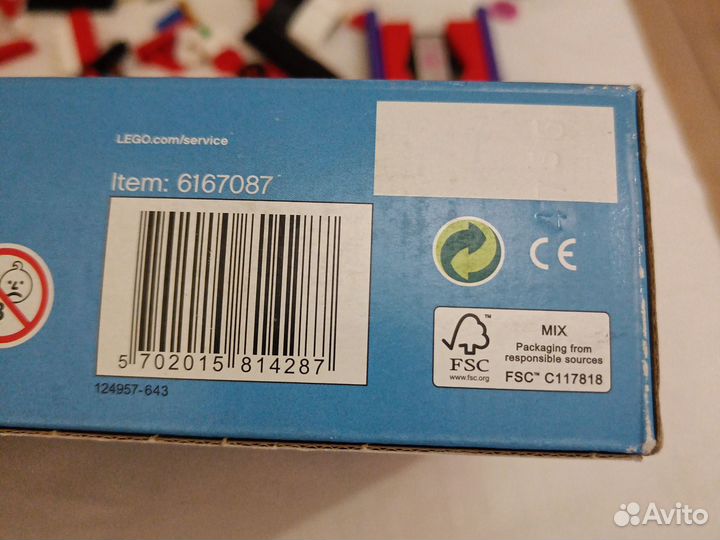 LEGO.com/service
Item: 6167087
5 702015 814287
124957-643
CE
FSC™
www.fsc.org
MIX
Packaging from
responsible sources
FSC™ C117818
Avito